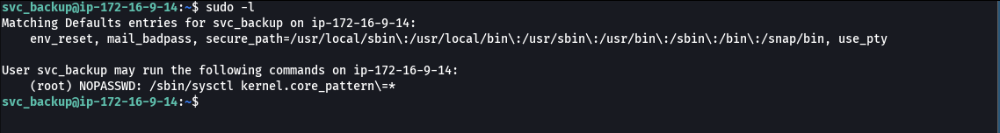 svc_backup@ip-172-16-9-14:~$ sudo -l
Matching Defaults entries for svc_backup on ip-172-16-9-14:
    env_reset, mail_badpass, secure_path=/usr/local/sbin\:/usr/local/bin\:/usr/sbin\:/usr/bin\:/sbin\:/bin\:/snap/bin, use_pty

User svc_backup may run the following commands on ip-172-16-9-14:
    (root) NOPASSWD: /sbin/sysctl kernel.core_pattern\=*
svc_backup@ip-172-16-9-14:~$